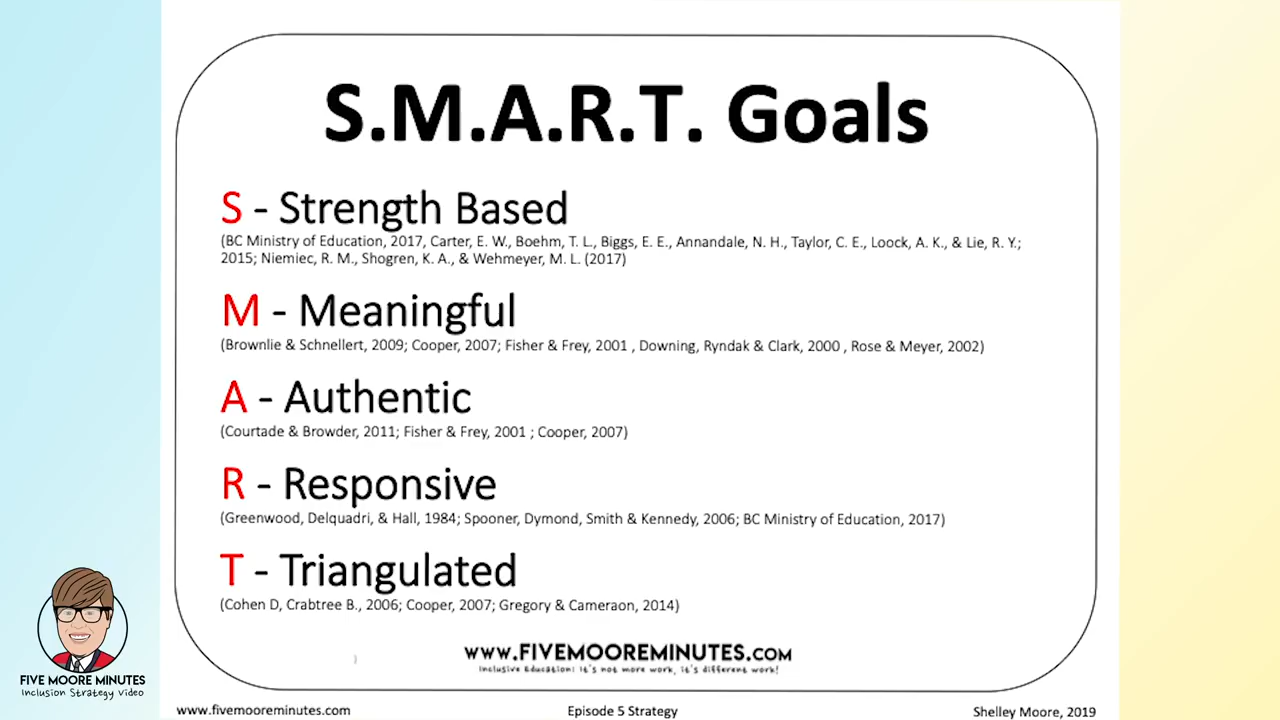 S.M.A.R.T. Goals
S - Strength Based
(BC Ministry of Education, 2017, Carter, E. W., Boehm, T. L., Biggs, E. E., Annandale, N. H., Taylor, C. E., Loock, A. K., & Lie, R. Y.;
2015; Niemiec, R. M., Shogren, K. A., & Wehmeyer, M. L. (2017)
M - Meaningful
(Brownlie & Schnellert, 2009; Cooper, 2007; Fisher & Frey, 2001 , Downing, Ryndak & Clark, 2000 , Rose & Meyer, 2002)
A - Authentic
(Courtade & Browder, 2011; Fisher & Frey, 2001 ; Cooper, 2007)
R - Responsive
(Greenwood, Delquadri, & Hall, 1984; Spooner, Dymond, Smith & Kennedy, 2006; BC Ministry of Education, 2017)
T - Triangulated
(Cohen D, Crabtree B., 2006; Cooper, 2007; Gregory & Cameraon, 2014)
WWW.FIVEMOOREMINUTES.COM
Inclusive Education: It's not more work, it's different work!
FIVE MOORE MINUTES
Inclusion Strategy Video
www.fivemooreminutes.com
Episode 5 Strategy
Shelley Moore, 2019